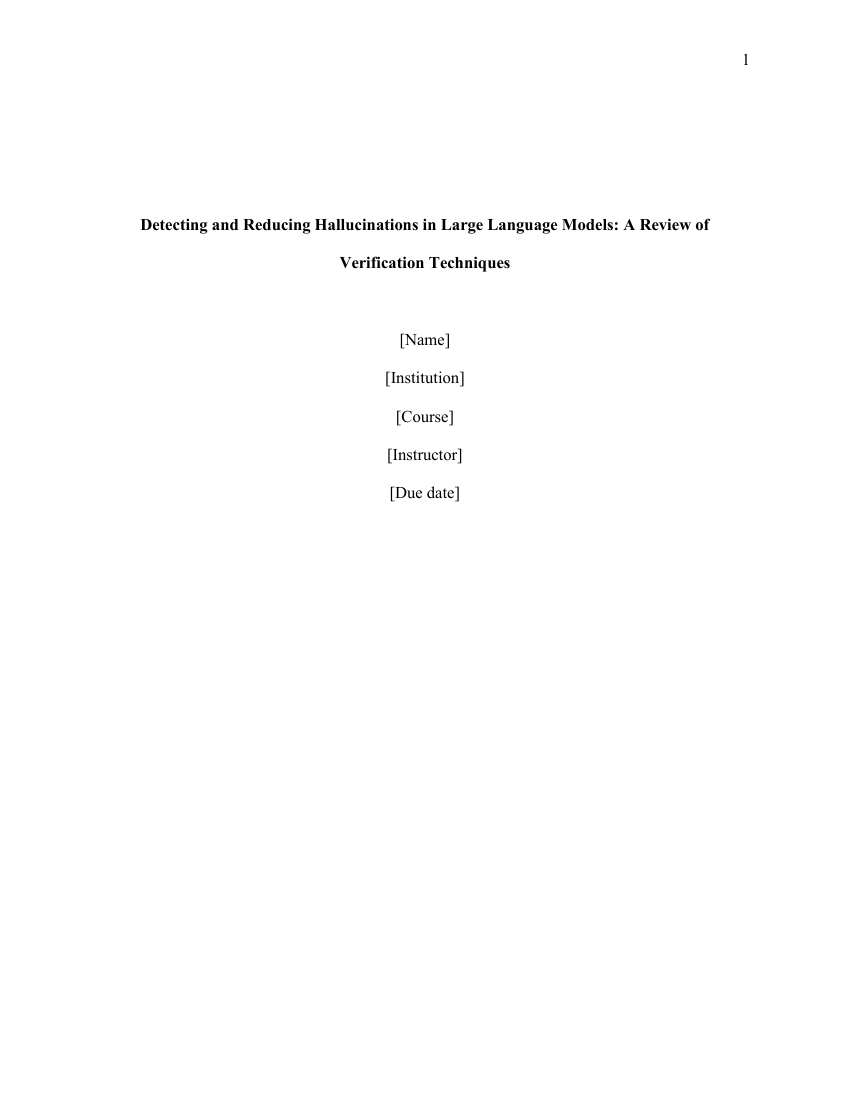 1
Detecting and Reducing Hallucinations in Large Language Models: A Review of
Verification Techniques
[Name]
[Institution]
[Course]
[Instructor]
[Due date]